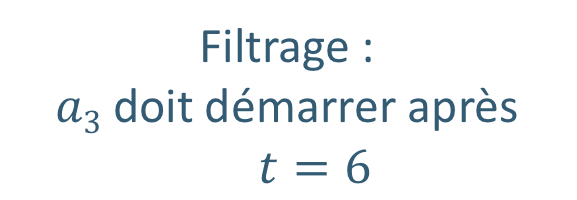 Filtrage :
𝑎₃ doit démarrer après
𝑡 = 6